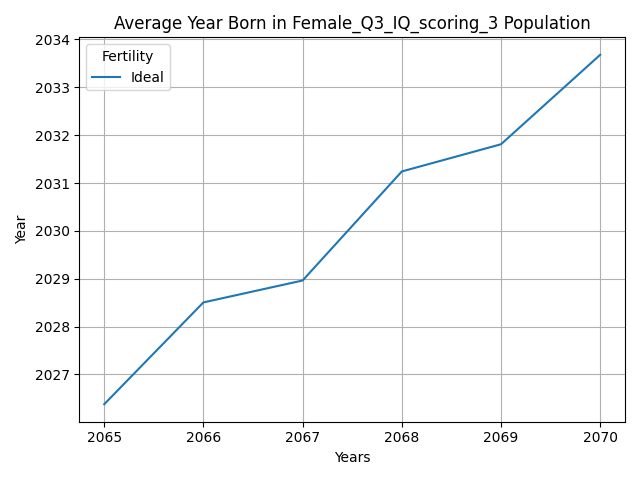 Average Year Born in Female_Q3_IQ_scoring_3 Population
Fertility
Ideal
2034
2033
2032
2031
2030
2029
2028
2027
Year
2065 2066 2067 2068 2069 2070
Years